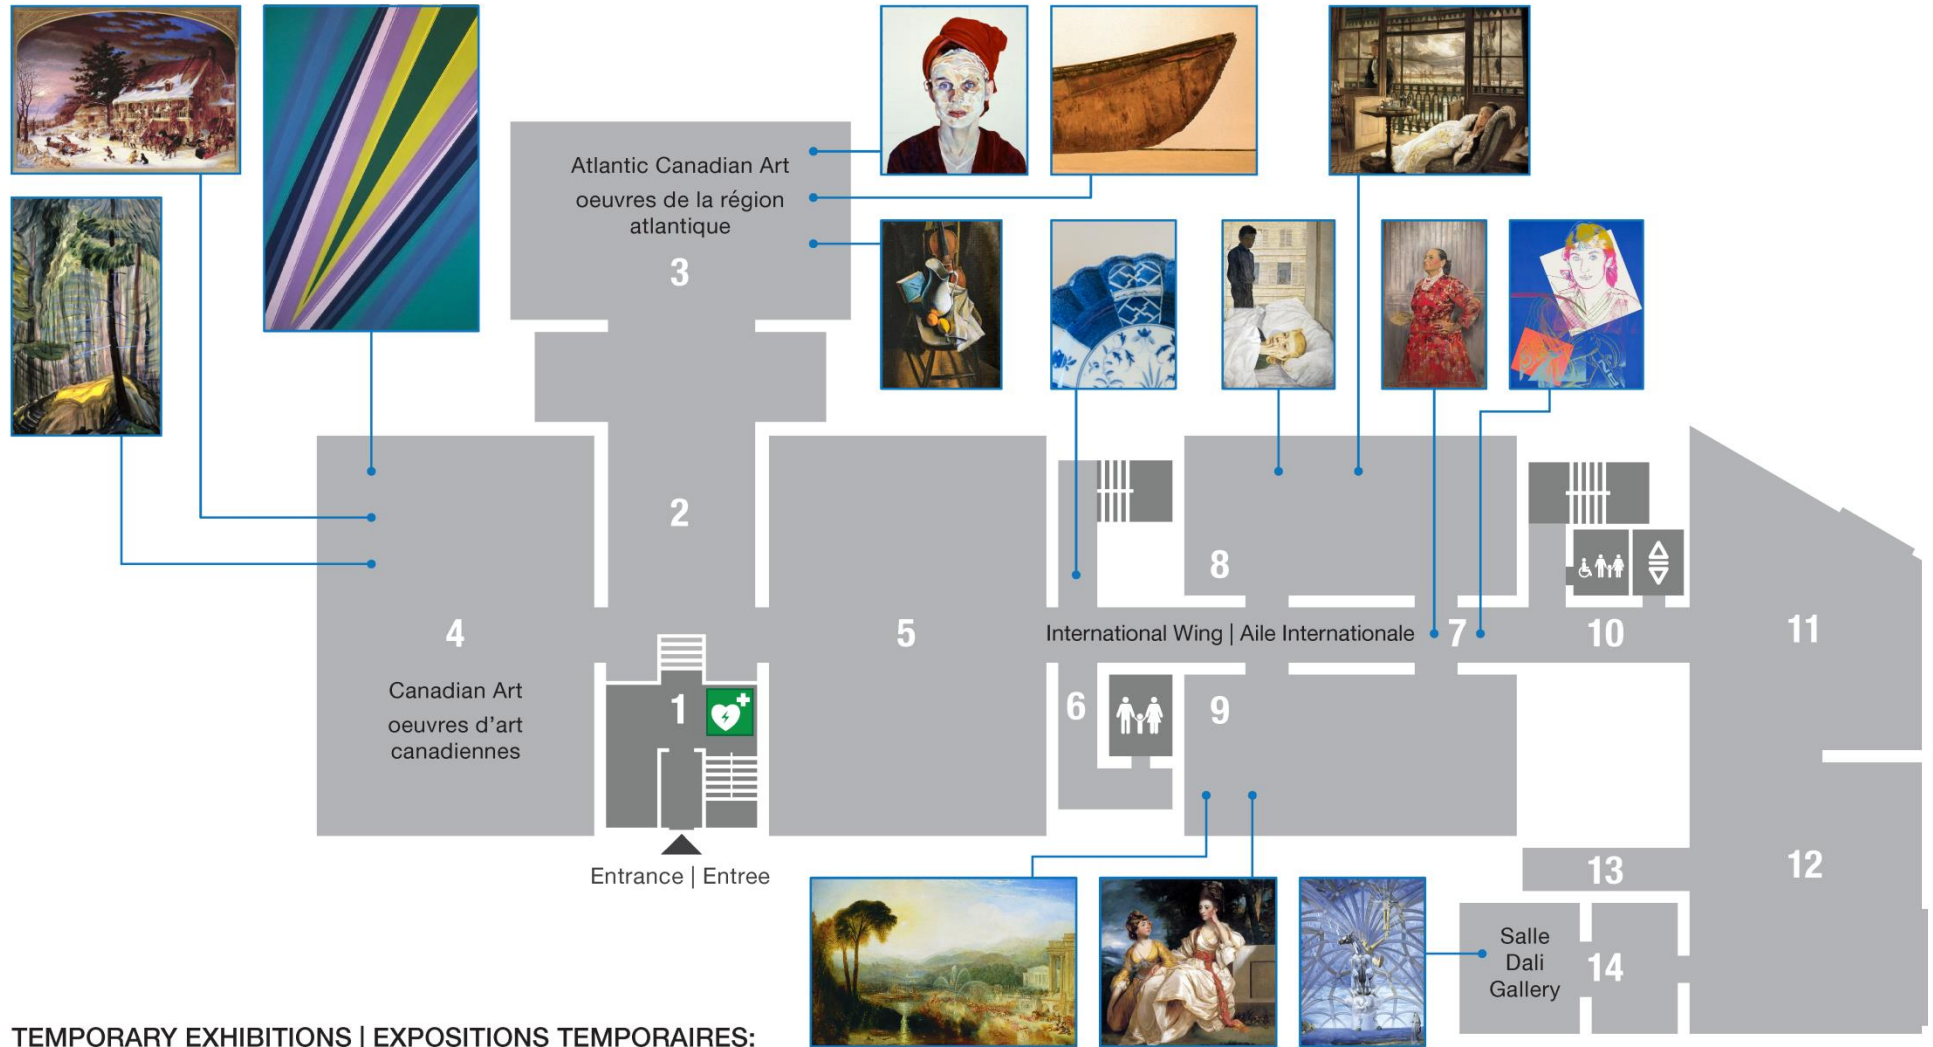 Atlantic Canadian Art
oeuvres de la région
atlantique
3
2
4
Canadian Art
oeuvres d'art
canadiennes
1
Entrance | Entree
5
6
International Wing | Aile Internationale
7
8
9
10
11
12
13
14
Salle
Dali
Gallery
TEMPORARY EXHIBITIONS | EXPOSITIONS TEMPORAIRES: